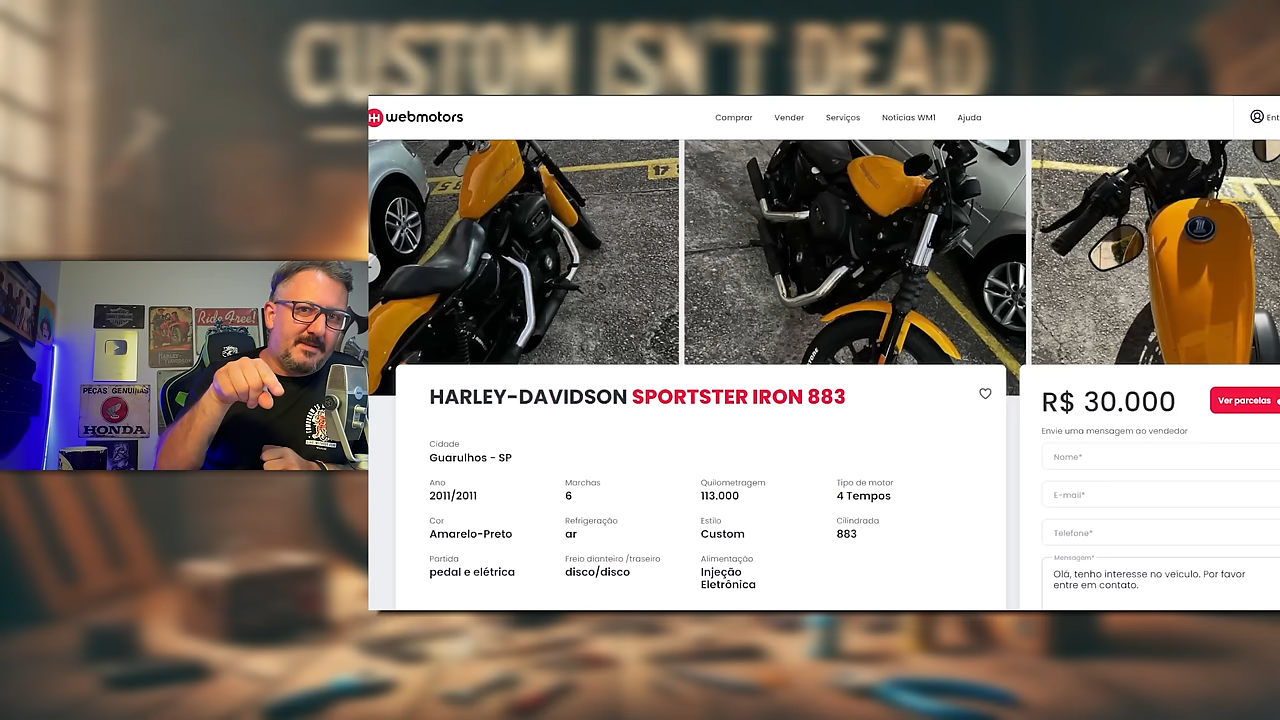 CUSTOM ISN'T DEAD
webmotors
Comprar
Vender
Serviços
Notícias WM1
Ajuda
Ent
17
Ride Free!
HARLEY-DAVIDSON
PEÇAS GENUÍNAS
HONDA
HARLEY-DAVIDSON SPORTSTER IRON 883
Cidade
Guarulhos - SP
Ano
2011/2011
Marchas
6
Quilometragem
113.000
Tipo de motor
4 Tempos
Cor
Amarelo-Preto
Refrigeração
ar
Estilo
Custom
Cilindrada
883
Partida
pedal e elétrica
Freio dianteiro /traseiro
disco/disco
Alimentação
Injeção
Eletrônica
R$ 30.000
Ver parcelas
Envie uma mensagem ao vendedor
Nome*
E-mail*
Telefone*
Mensagem*
Olá, tenho interesse no veículo. Por favor
entre em contato.